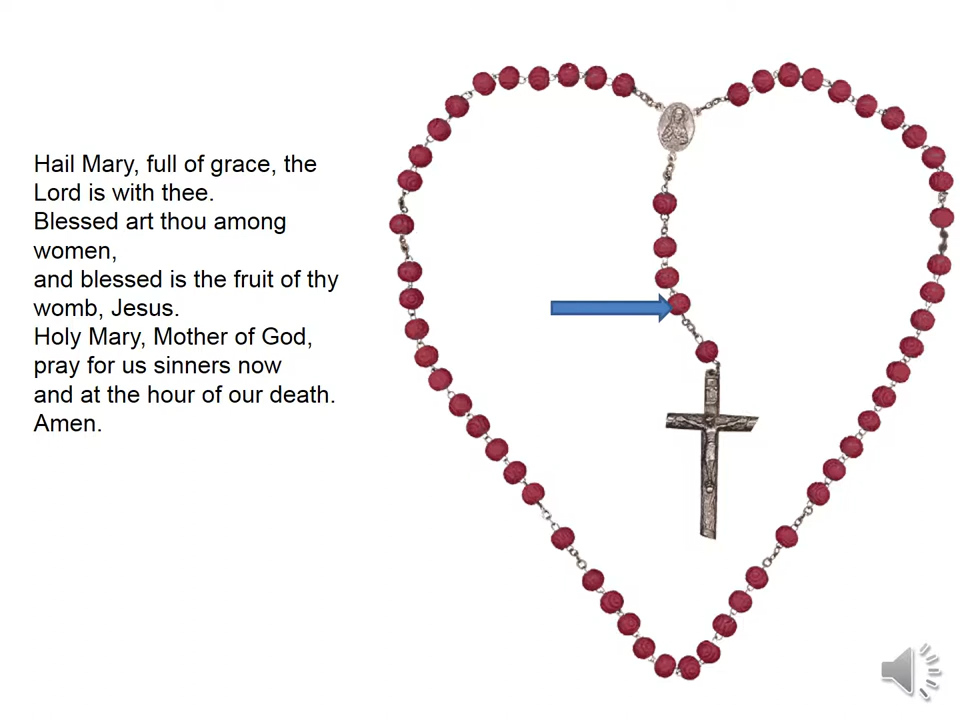 Hail Mary, full of grace, the
Lord is with thee.
Blessed art thou among
women,
and blessed is the fruit of thy
womb, Jesus.
Holy Mary, Mother of God,
pray for us sinners now
and at the hour of our death.
Amen.